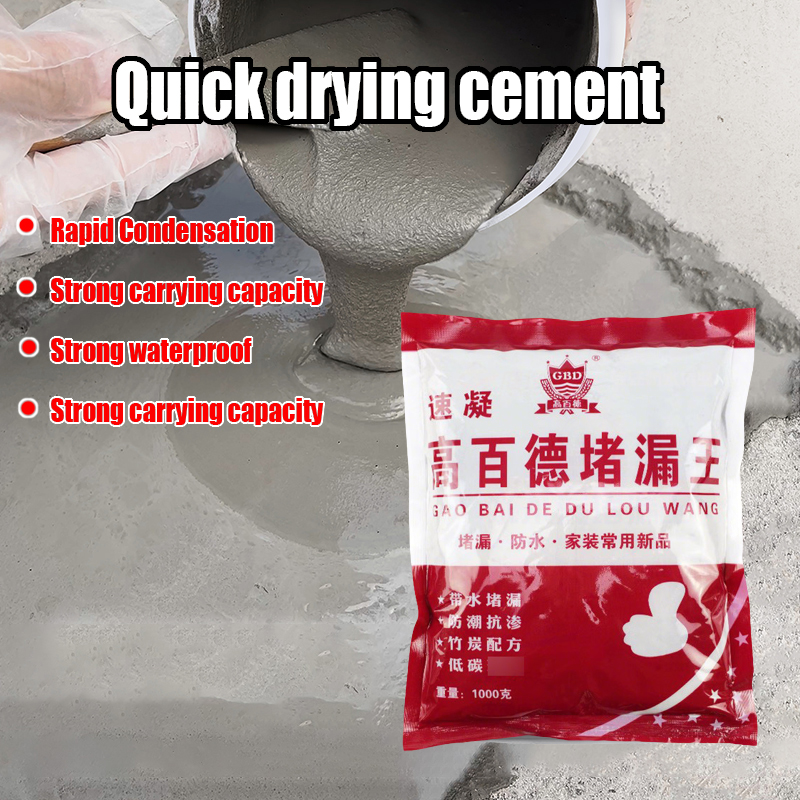 Quick drying cement
• Rapid Condensation
• Strong carrying capacity
• Strong waterproof
• Strong carrying capacity
GBD ®
高百德
速凝
高百德堵漏王
GAO BAI DE DU LOU WANG
堵漏·防水·家装常用新品
★带水堵漏
★防潮抗渗
★竹炭配方
★低碳
重量：1000克